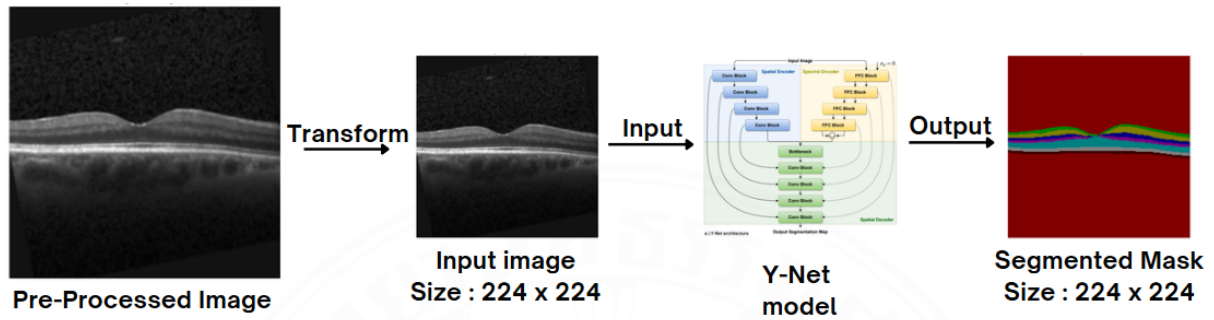 Pre-Processed Image
Transform
Input image
Size : 224 x 224
Input
Input Image
Spatial Encoder
Spectral Encoder
Conv Block
Conv Block
Conv Block
Conv Block
FFC Block
FFC Block
FFC Block
FFC Block
Bottleneck
Conv Block
Conv Block
Conv Block
Conv Block
Spatial Decoder
a | Y-Net architecture
Output Segmentation Map
Y-Net
model
Output
Segmented Mask
Size : 224 x 224